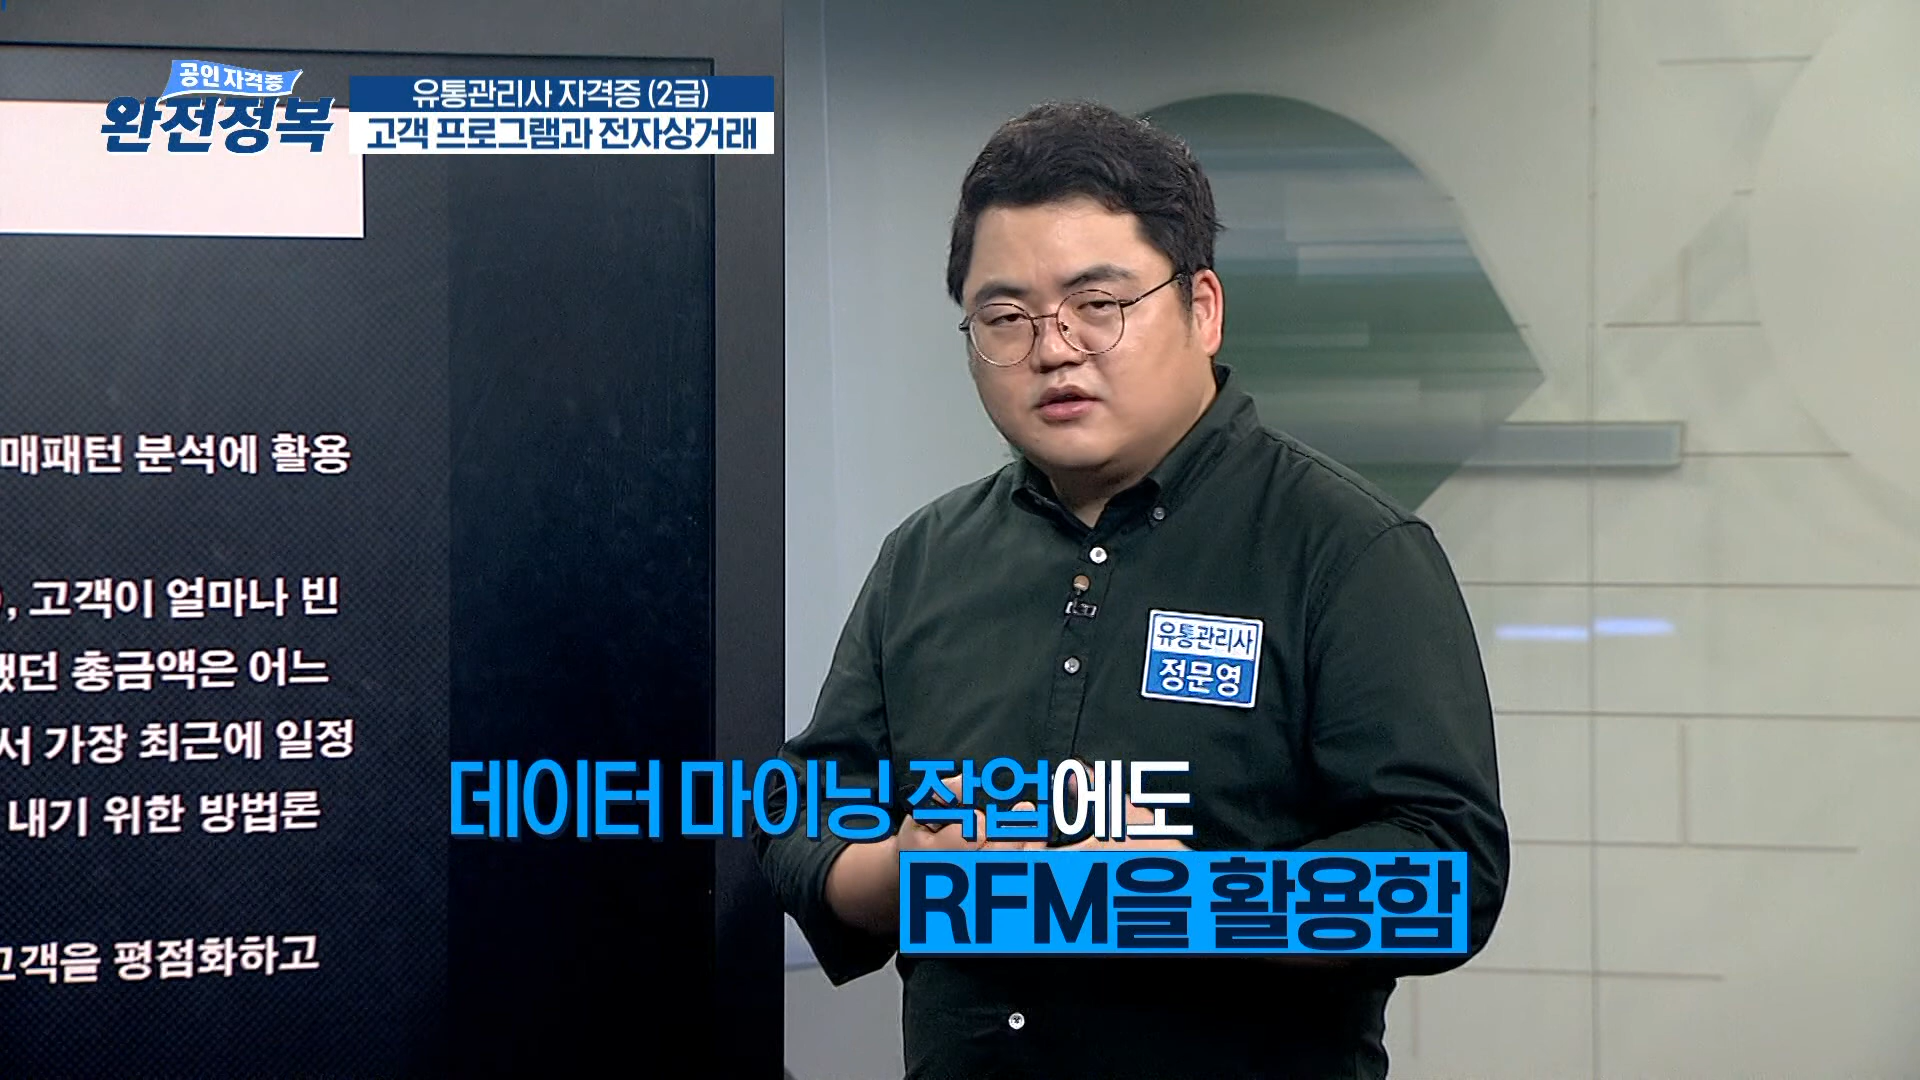 공인 자격증
완전정복
유통관리사 자격증 (2급)
고객 프로그램과 전자상거래
매패턴 분석에 활용
, 고객이 얼마나 빈
했던 총금액은 어느
서 가장 최근에 일정
내기 위한 방법론
고객을 평점화하고
유통관리사
정문영
데이터 마이닝 작업에도
RFM을 활용함